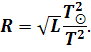 R = √L T⊙² / T².